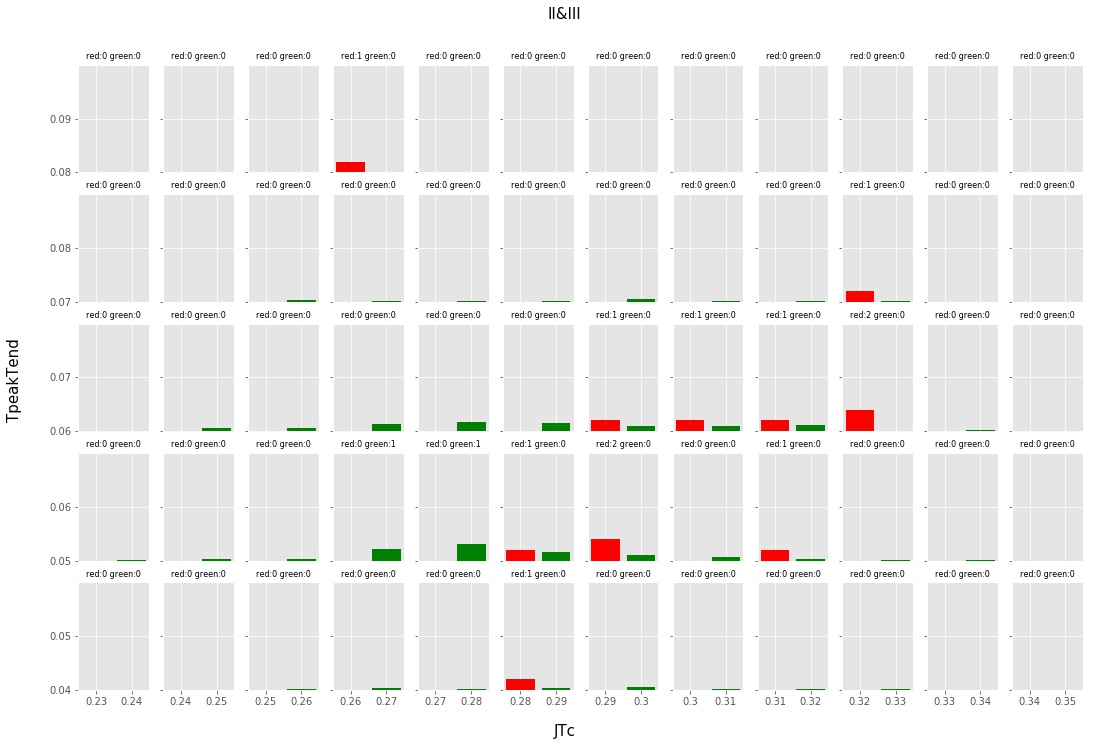 II&III
red:0 green:0 red:0 green:0 red:0 green:0 red:1 green:0 red:0 green:0 red:0 green:0 red:0 green:0 red:0 green:0 red:0 green:0 red:0 green:0 red:0 green:0 red:0 green:0
0.09
0.08
red:0 green:0 red:0 green:0 red:0 green:0 red:0 green:0 red:0 green:0 red:0 green:0 red:0 green:0 red:0 green:0 red:0 green:0 red:1 green:0 red:0 green:0 red:0 green:0
0.08
0.07
red:0 green:0 red:0 green:0 red:0 green:0 red:0 green:0 red:0 green:0 red:0 green:0 red:1 green:0 red:1 green:0 red:1 green:0 red:2 green:0 red:0 green:0 red:0 green:0
TpeakTend
0.07
0.06
red:0 green:0 red:0 green:0 red:0 green:0 red:0 green:1 red:0 green:1 red:1 green:0 red:2 green:0 red:0 green:0 red:1 green:0 red:0 green:0 red:0 green:0 red:0 green:0
0.06
0.05
red:0 green:0 red:0 green:0 red:0 green:0 red:0 green:0 red:0 green:0 red:1 green:0 red:0 green:0 red:0 green:0 red:0 green:0 red:0 green:0 red:0 green:0 red:0 green:0
0.05
0.04
0.23 0.24 0.24 0.25 0.25 0.26 0.26 0.27 0.27 0.28 0.28 0.29 0.29 0.3 0.3 0.31 0.31 0.32 0.32 0.33 0.33 0.34 0.34 0.35
JTc